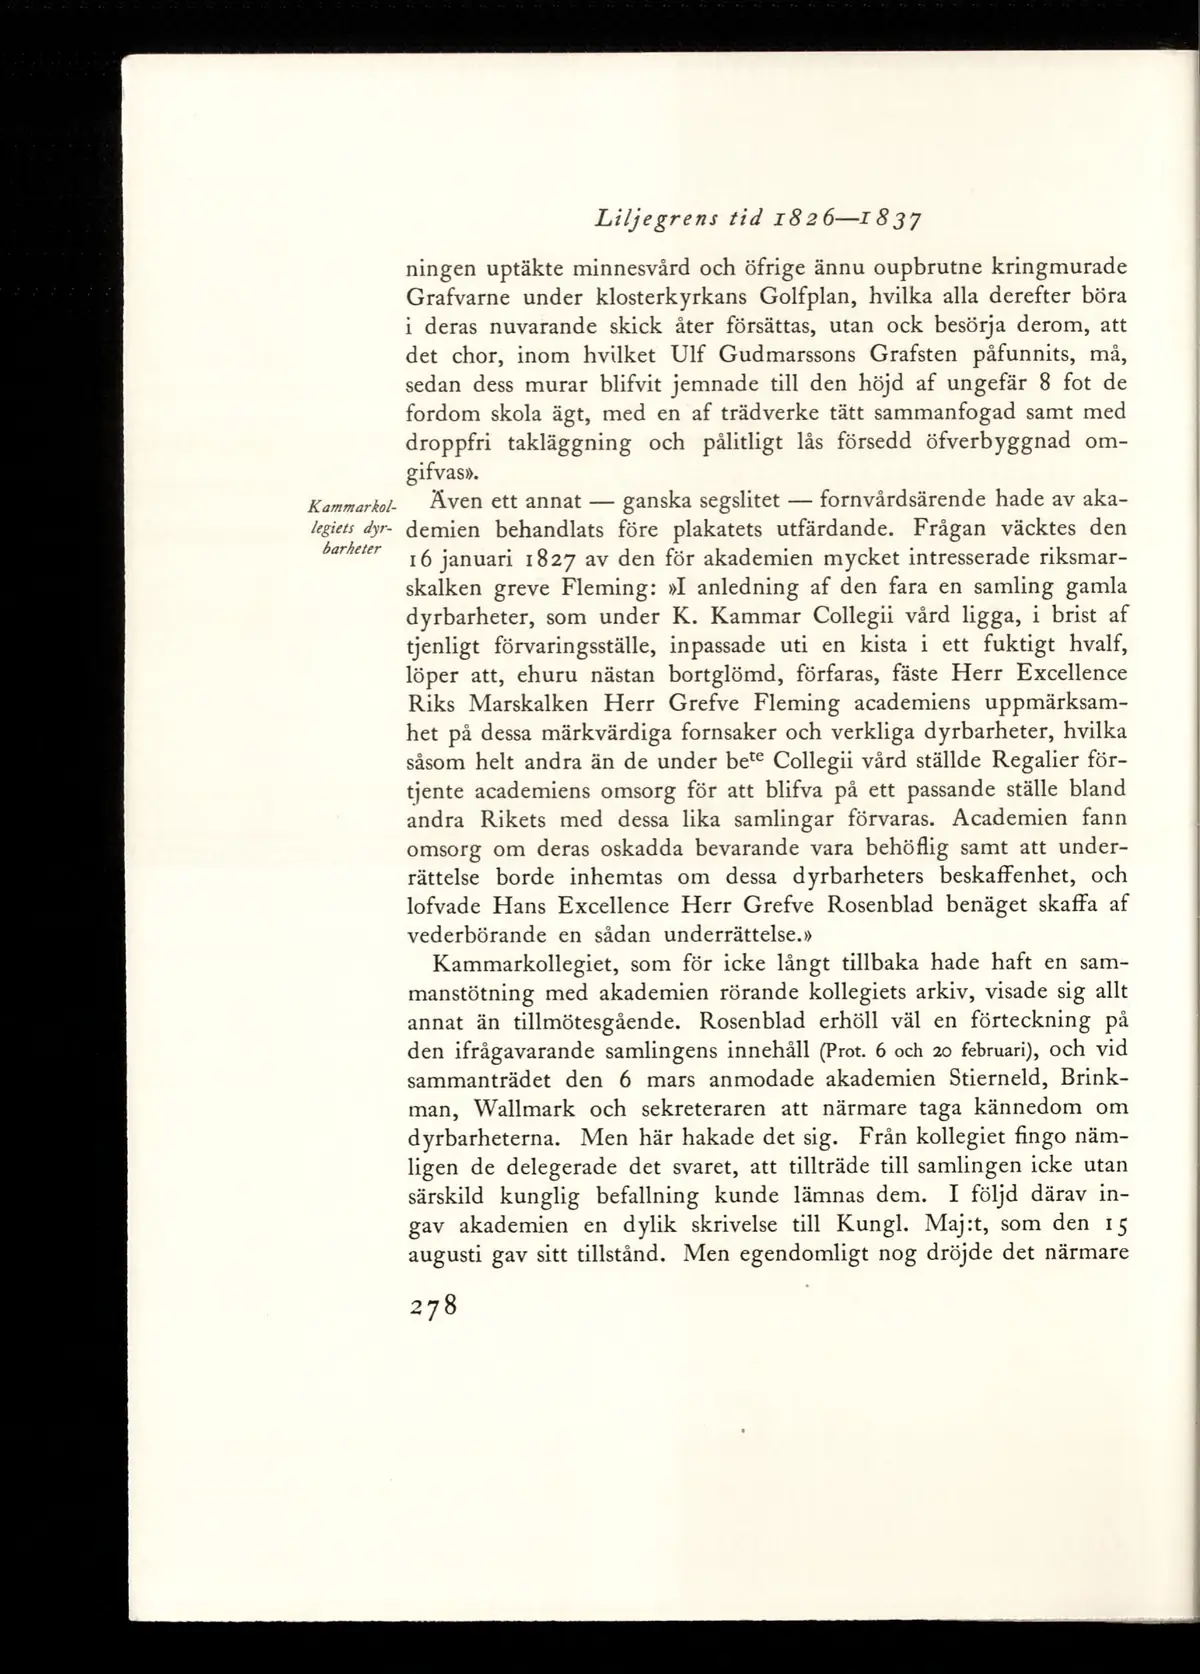 Liljegrens tid 1826—1837
ningen uptäkte minnesvård och öfrige ännu oupbrutne kringmurade
Grafvarne under klosterkyrkans Golfplan, hvilka alla derefter böra
i deras nuvarande skick åter försättas, utan ock besörja derom, att
det chor, inom hvilket Ulf Gudmarssons Grafsten påfunnits, må,
sedan dess murar blifvit jemnade till den höjd af ungefär 8 fot de
fordom skola ägt, med en af trädverke tätt sammanfogad samt med
droppfri takläggning och pålitligt lås försedd öfverbyggnad om-
gifvas».
Kammarkol-
legiets dyr-
barheter
Även ett annat — ganska segslitet — fornvårdsärende hade av aka-
demien behandlats före plakatets utfärdande. Frågan väcktes den
16 januari 1827 av den för akademien mycket intresserade riksmar-
skalken greve Fleming: »I anledning af den fara en samling gamla
dyrbarheter, som under K. Kammar Collegii vård ligga, i brist af
tjenligt förvaringsställe, inpassade uti en kista i ett fuktigt hvalf,
löper att, ehuru nästan bortglömd, förfaras, fäste Herr Excellence
Riks Marskalken Herr Grefve Fleming academiens uppmärksam-
het på dessa märkvärdiga fornsaker och verkliga dyrbarheter, hvilka
såsom helt andra än de under beᵗᵉ Collegii vård ställde Regalier för-
tjente academiens omsorg för att blifva på ett passande ställe bland
andra Rikets med dessa lika samlingar förvaras. Academien fann
omsorg om deras oskadda bevarande vara behöflig samt att under-
rättelse borde inhemtas om dessa dyrbarheters beskaffenhet, och
lofvade Hans Excellence Herr Grefve Rosenblad benäget skaffa af
vederbörande en sådan underrättelse.»
Kammarkollegiet, som för icke långt tillbaka hade haft en sam-
manstötning med akademien rörande kollegiets arkiv, visade sig allt
annat än tillmötesgående. Rosenblad erhöll väl en förteckning på
den ifrågavarande samlingens innehåll (Prot. 6 och 20 februari), och vid
sammanträdet den 6 mars anmodade akademien Stierneld, Brink-
man, Wallmark och sekreteraren att närmare taga kännedom om
dyrbarheterna. Men här hakade det sig. Från kollegiet fingo näm-
ligen de delegerade det svaret, att tillträde till samlingen icke utan
särskild kunglig befallning kunde lämnas dem. I följd därav in-
gav akademien en dylik skrivelse till Kungl. Maj:t, som den 15
augusti gav sitt tillstånd. Men egendomligt nog dröjde det närmare
278